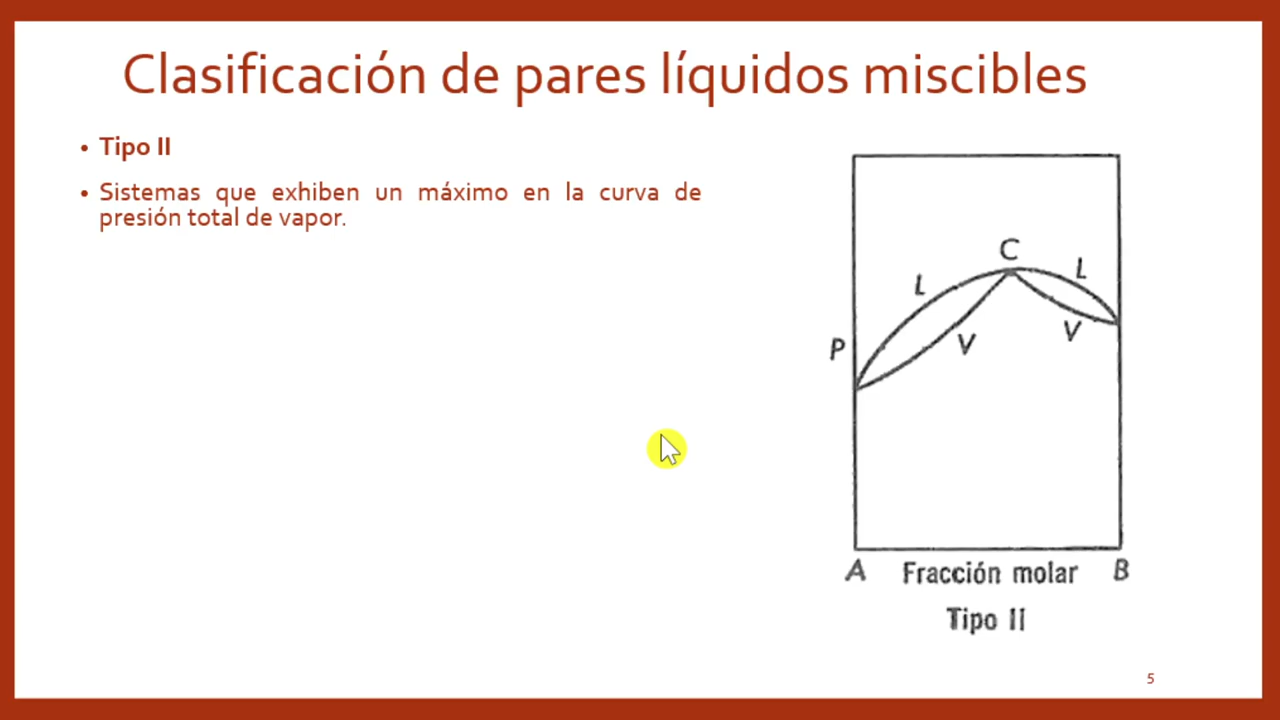 Clasificación de pares líquidos miscibles
• Tipo II
• Sistemas que exhiben un máximo en la curva de
presión total de vapor.
C
L
L
V
V
P
A Fracción molar B
Tipo II
5